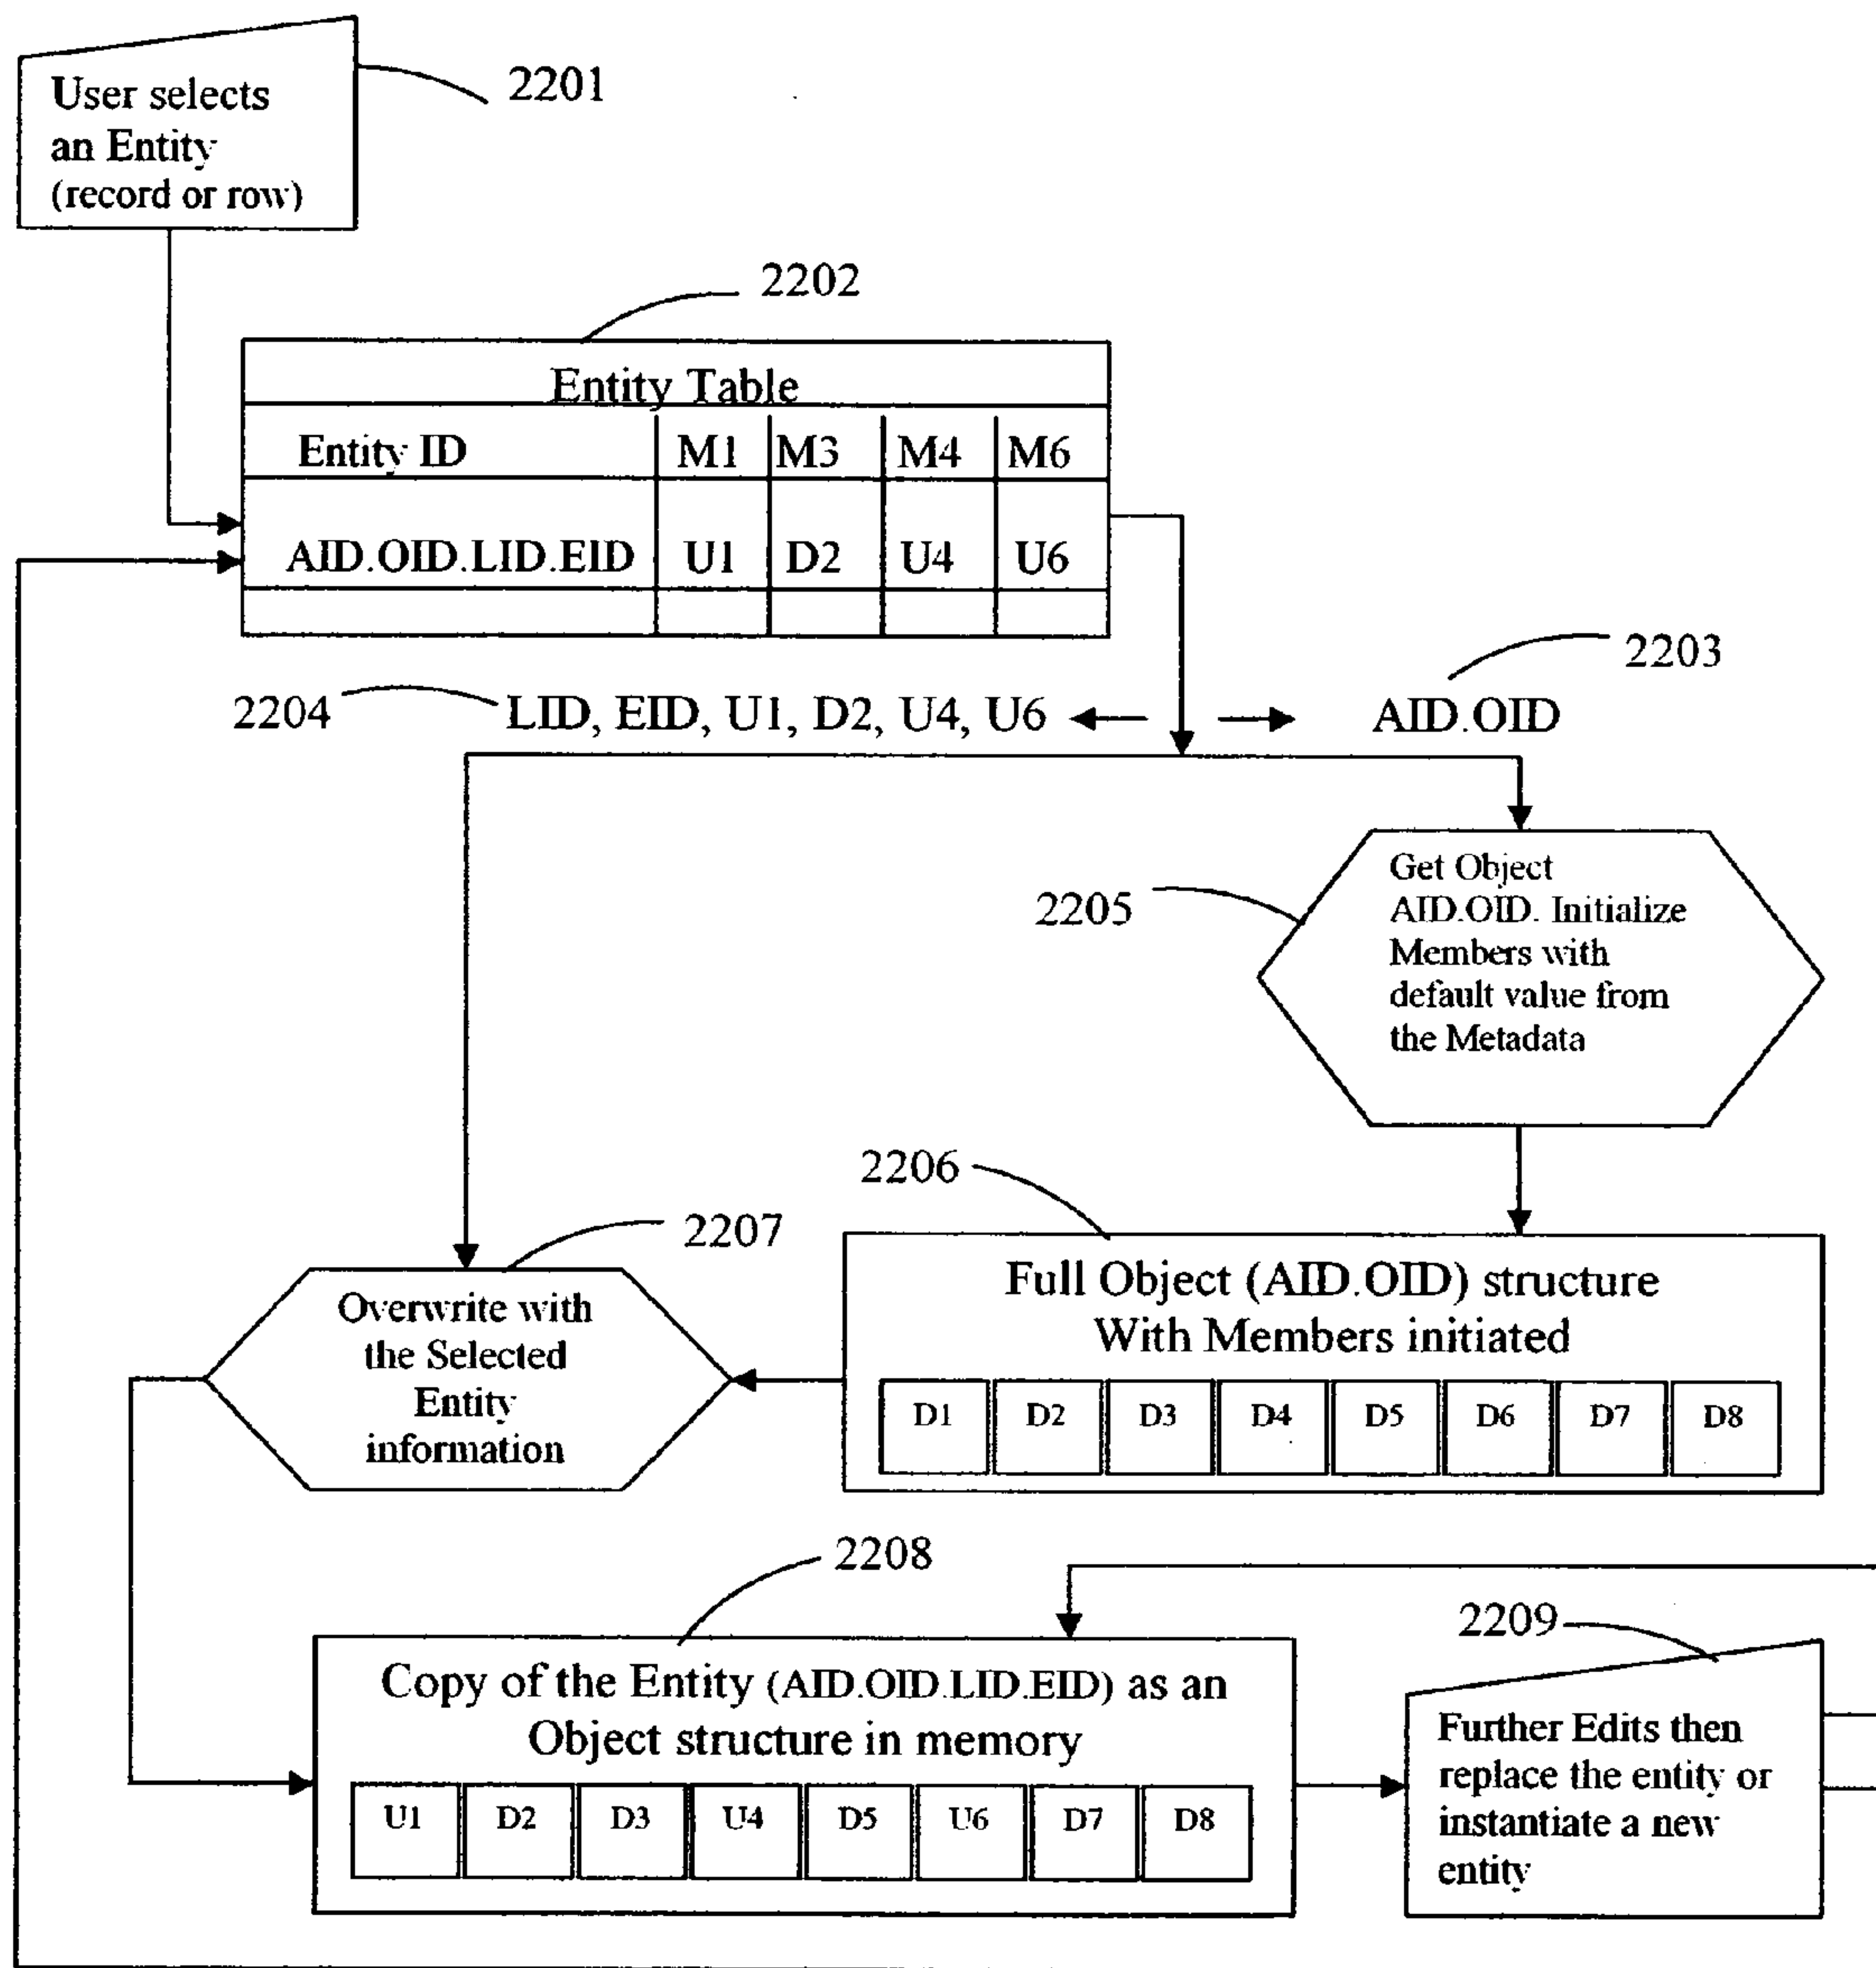 User selects
an Entity
(record or row)
2201
2202
Entity Table
Entity ID M1 M3 M4 M6
AID.OID.LID.EID U1 D2 U4 U6
2203
2204 LID, EID, U1, D2, U4, U6 AID.OID
2205
Get Object
AID.OID. Initialize
Members with
default value from
the Metadata
2206
2207
Full Object (AID.OID) structure
With Members initiated
D1 D2 D3 D4 D5 D6 D7 D8
Overwrite with
the Selected
Entity
information
2208
2209
Copy of the Entity (AID.OID.LID.EID) as an
Object structure in memory
U1 D2 D3 U4 D5 U6 D7 D8
Further Edits then
replace the entity or
instantiate a new
entity